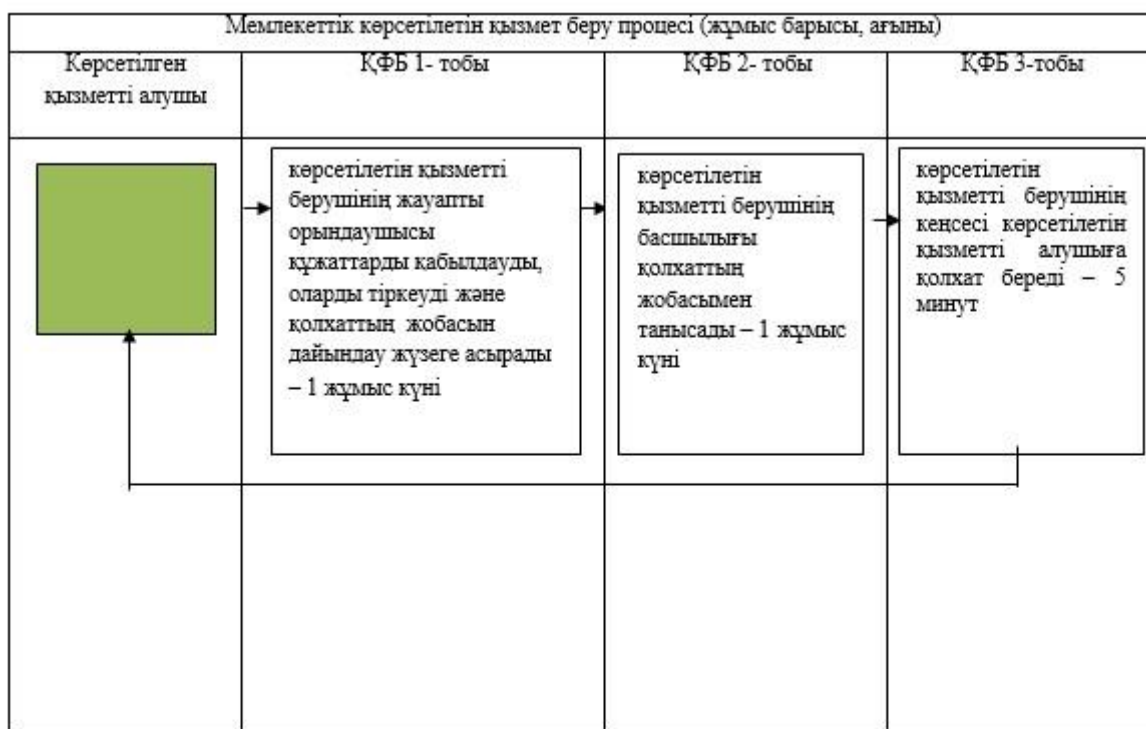 Мемлекеттік көрсетілетін қызмет беру процесі (жұмыс барысы, ағыны)
Көрсетілген
қызметті алушы
ҚФБ 1- тобы
ҚФБ 2- тобы
ҚФБ 3-тобы
көрсетілетін қызметті
берушінің жауапты
орындаушысы
құжаттарды қабылдауды,
оларды тіркеуді және
қолхаттың жобасын
дайындау жүзеге асырады
– 1 жұмыс күні
көрсетілетін
қызметті берушінің
басшылығы
қолхаттың
жобасымен
танысады – 1 жұмыс
күні
көрсетілетін
қызметті берушінің
кеңсесі көрсетілетін
қызметті алушыға
қолхат береді – 5
минут